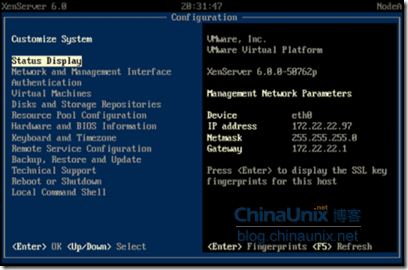 XenServer 6.0 20:31:47 NodeA
Configuration
Customize System
Status Display
Network and Management Interface
Authentication
Virtual Machines
Disks and Storage Repositories
Resource Pool Configuration
Hardware and BIOS Information
Keyboard and Timezone
Remote Service Configuration
Backup, Restore and Update
Technical Support
Reboot or Shutdown
Local Command Shell
VMware, Inc.
VMware Virtual Platform
XenServer 6.0.0-50762p
Management Network Parameters
Device eth0
IP address 172.22.22.97
Netmask 255.255.255.0
Gateway 172.22.22.1
Press <Enter> to display the SSL key
fingerprints for this host
ChinaUnix.net 博客
blog.chinaunix.net
<Enter> OK <Up/Down> Select
<Enter> Fingerprints <F5> Refresh